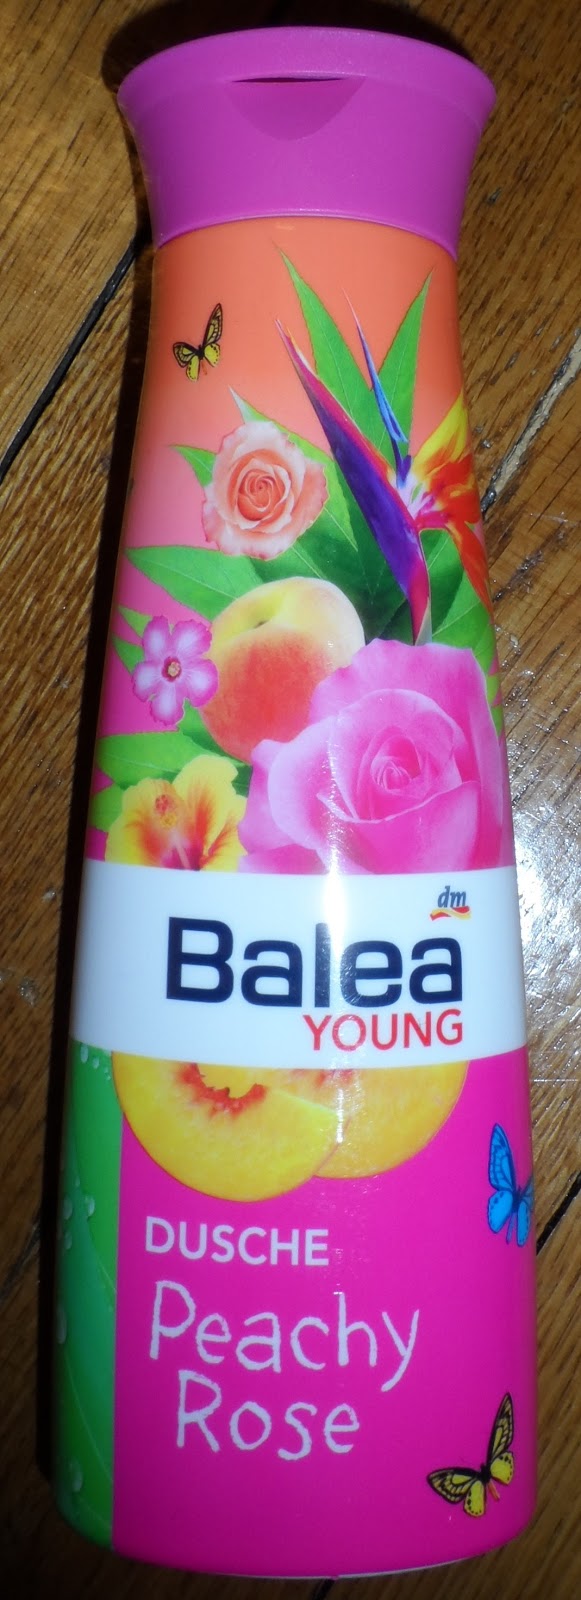 dm
Balea
YOUNG
DUSCHE
Peachy
Rose